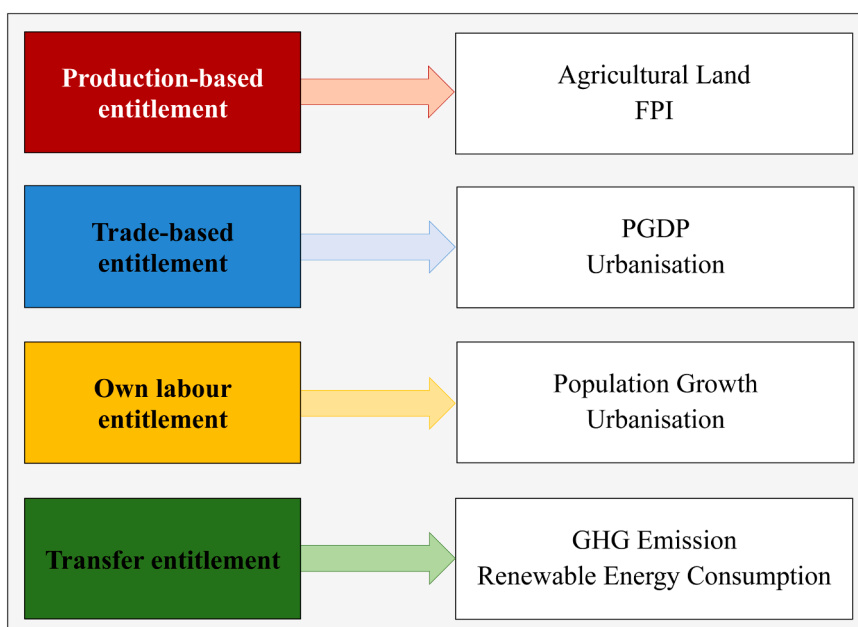 Production-based
entitlement
Agricultural Land
FPI
Trade-based
entitlement
PGDP
Urbanisation
Own labour
entitlement
Population Growth
Urbanisation
Transfer entitlement
GHG Emission
Renewable Energy Consumption